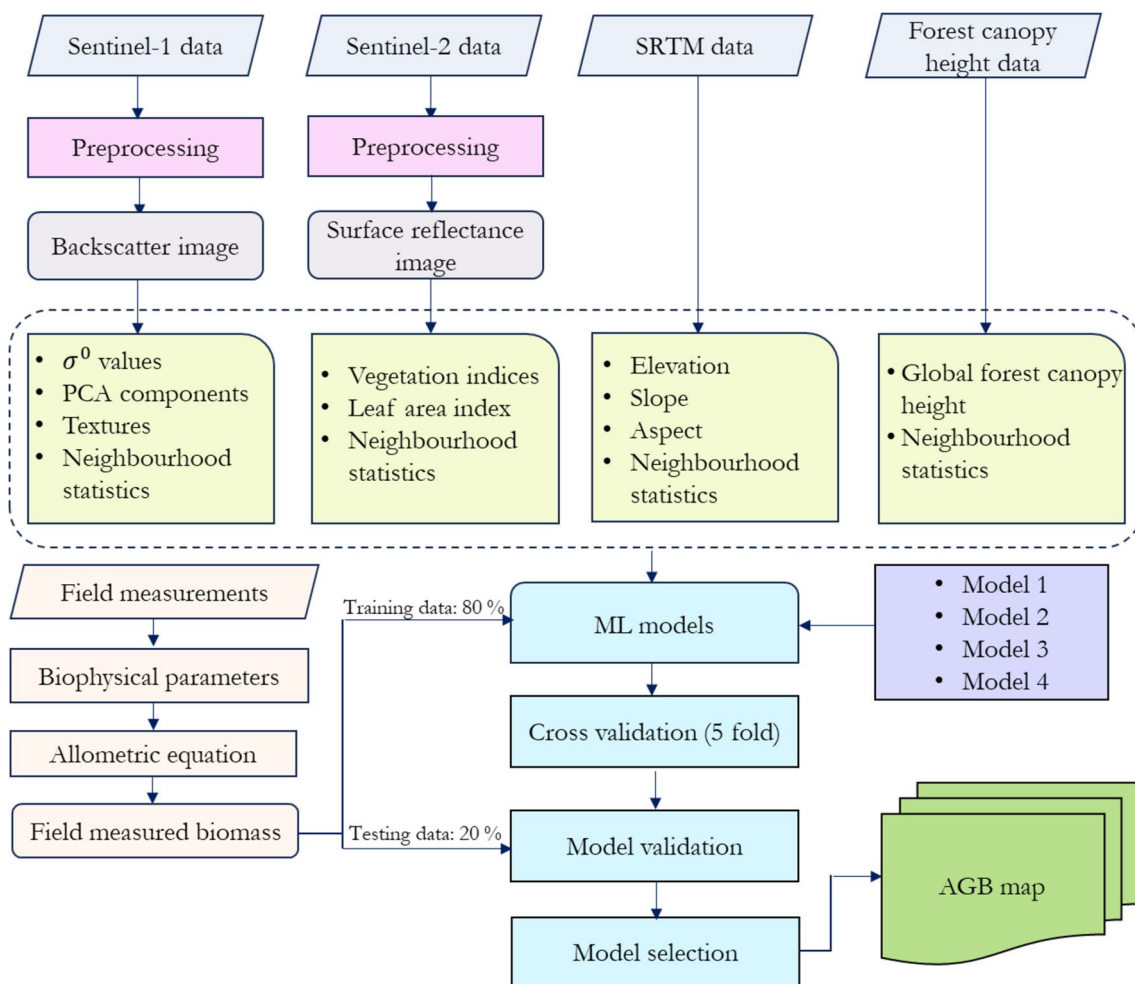 Sentinel-1 data
Sentinel-2 data
SRTM data
Forest canopy
height data
Preprocessing
Preprocessing
Backscatter image
Surface reflectance
image
• σ⁰ values
• PCA components
• Textures
• Neighbourhood
statistics
• Vegetation indices
• Leaf area index
• Neighbourhood
statistics
• Elevation
• Slope
• Aspect
• Neighbourhood
statistics
• Global forest canopy
height
• Neighbourhood
statistics
Field measurements
Biophysical parameters
Allometric equation
Field measured biomass
Training data: 80 %
Testing data: 20 %
ML models
• Model 1
• Model 2
• Model 3
• Model 4
Cross validation (5 fold)
Model validation
Model selection
AGB map